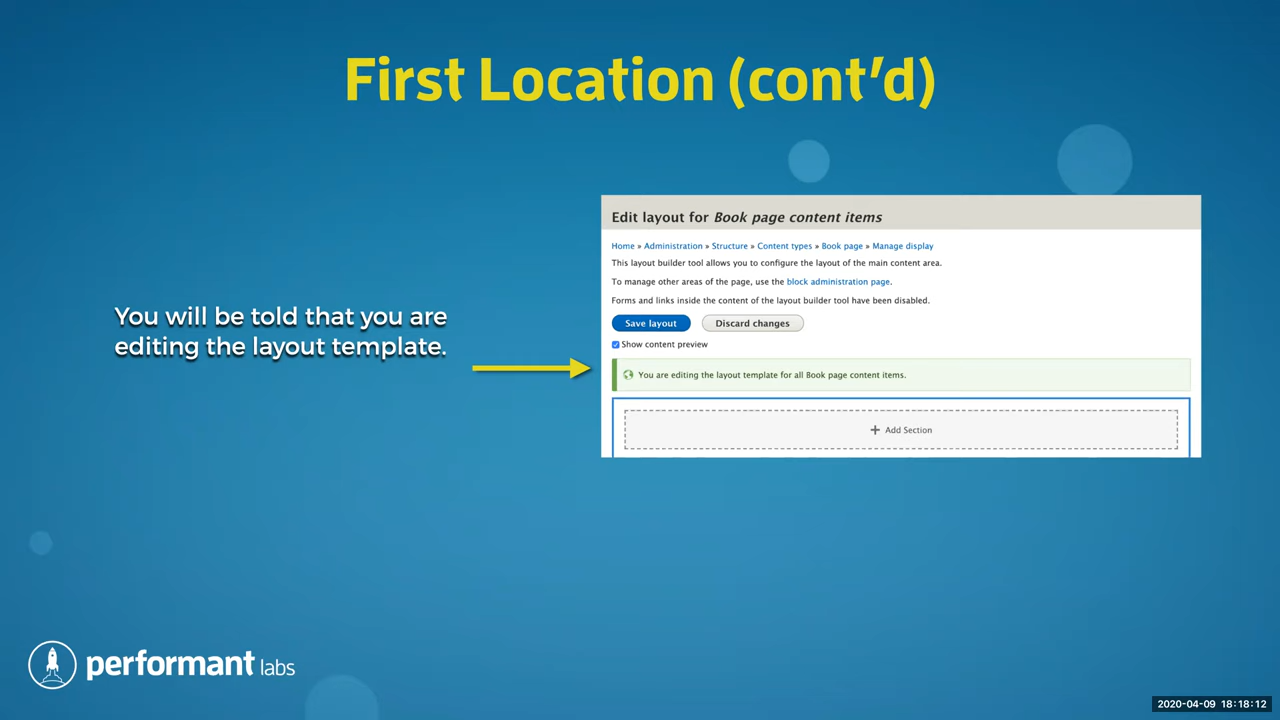 First Location (cont’d)
You will be told that you are
editing the layout template.
Edit layout for Book page content items
Home » Administration » Structure » Content types » Book page » Manage display
This layout builder tool allows you to configure the layout of the main content area.
To manage other areas of the page, use the block administration page.
Forms and links inside the content of the layout builder tool have been disabled.
Save layout Discard changes
Show content preview
You are editing the layout template for all Book page content items.
+ Add Section
performant labs
2020-04-09 18:18:12